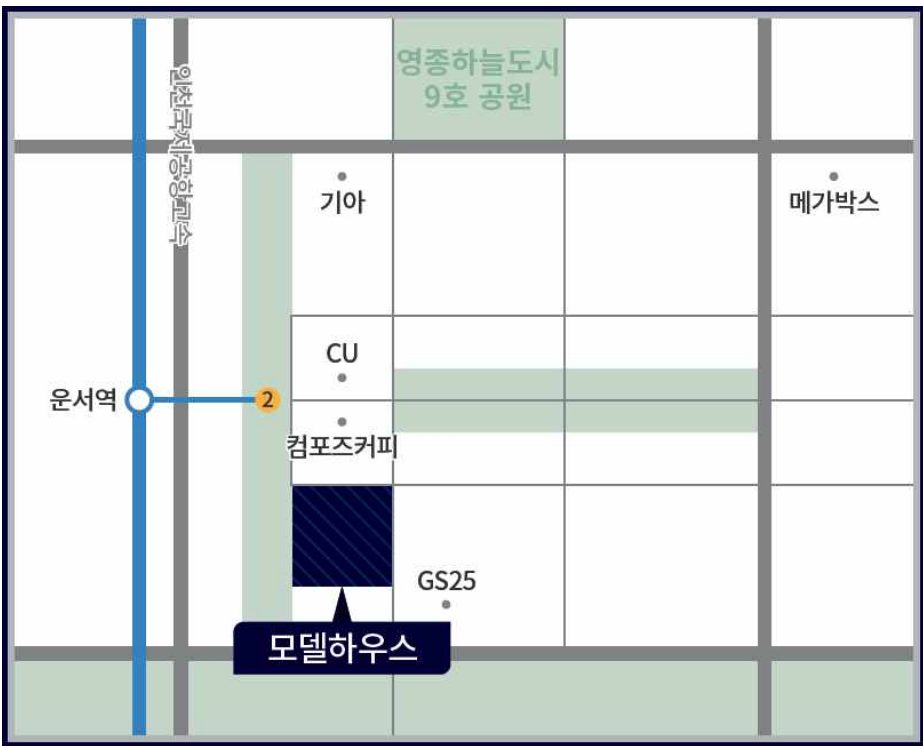 영종하늘도시
9호 공원
인천국제공항고속
기아
메가박스
CU
운서역
2
컴포즈커피
GS25
모델하우스